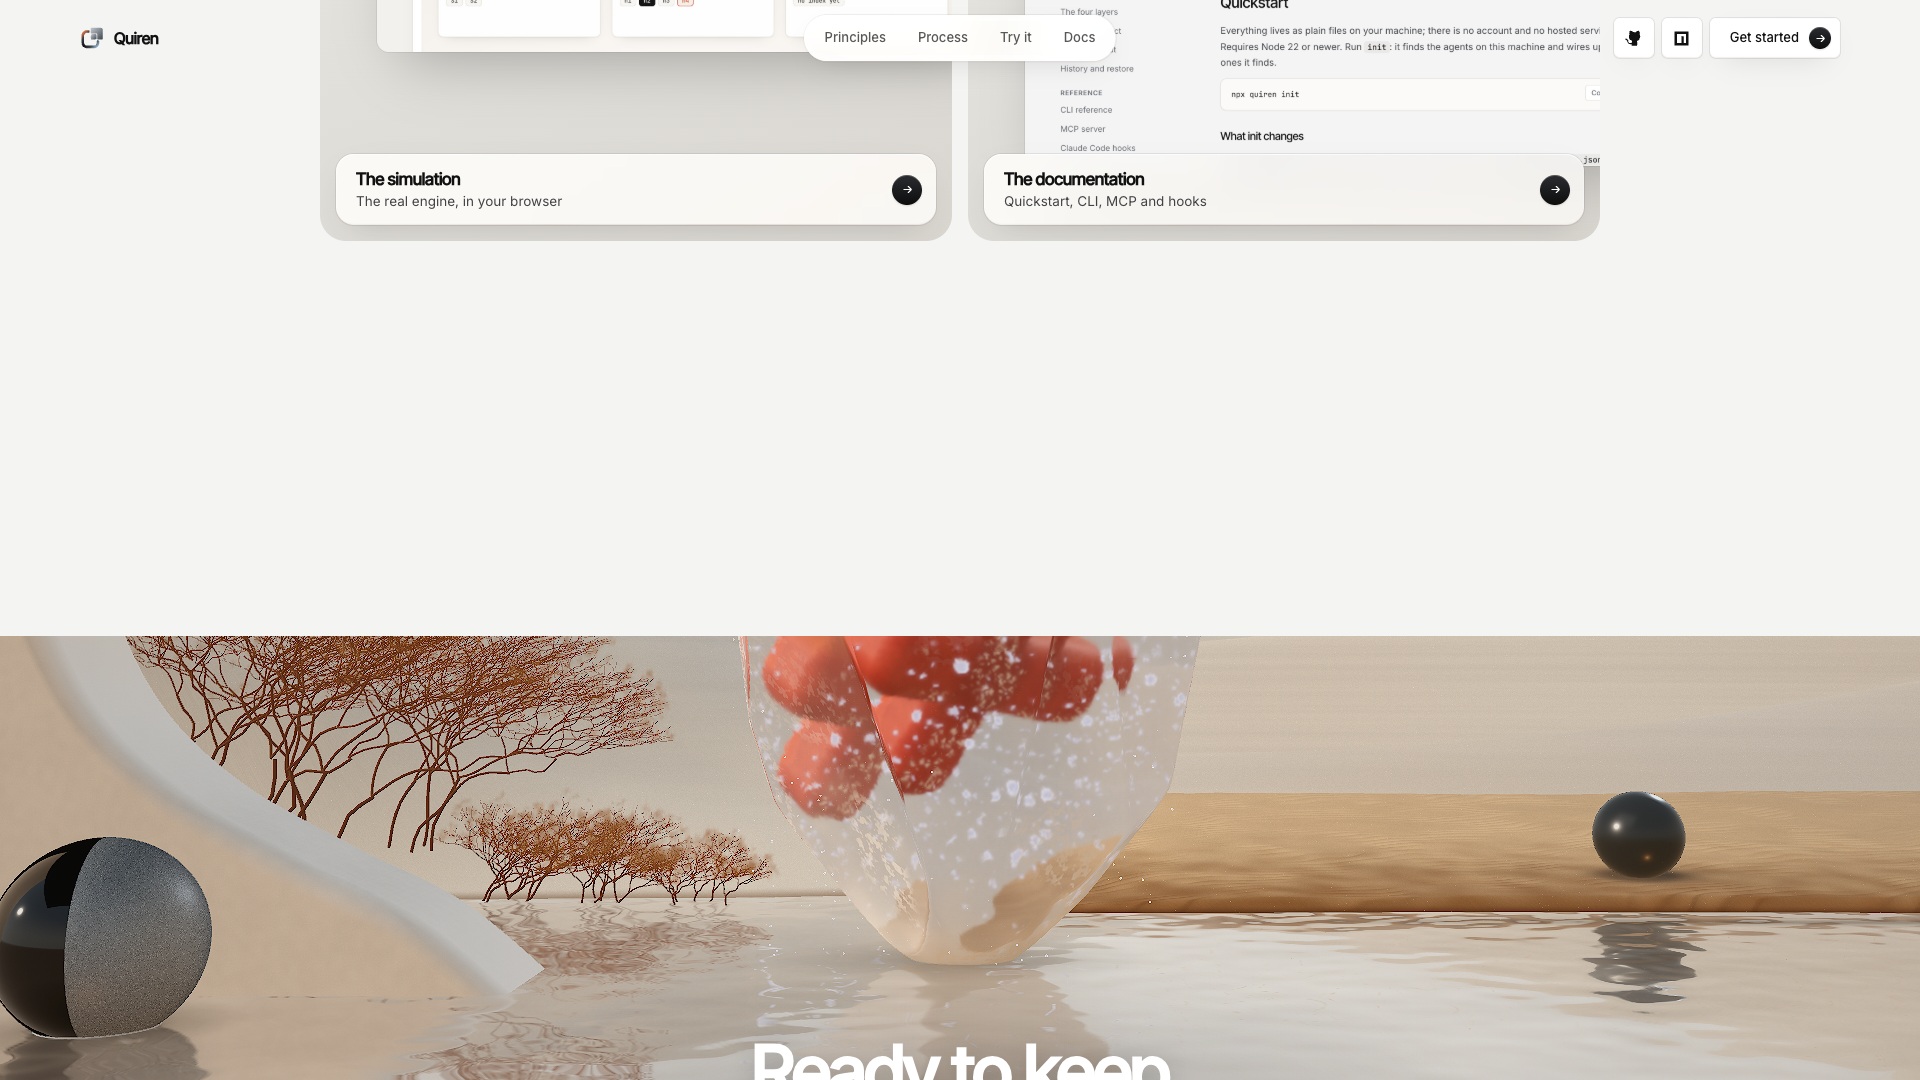 Quiren
Principles
Process
Try it
Docs
Get started
The four layers
History and restore
REFERENCE
CLI reference
MCP server
Claude Code hooks
Quickstart
Everything lives as plain files on your machine; there is no account and no hosted
Requires Node 22 or newer. Run init: it finds the agents on this machine and wires
ones it finds.
npx quiren init
What init changes
The simulation
The real engine, in your browser
The documentation
Quickstart, CLI, MCP and hooks
Ready to keep